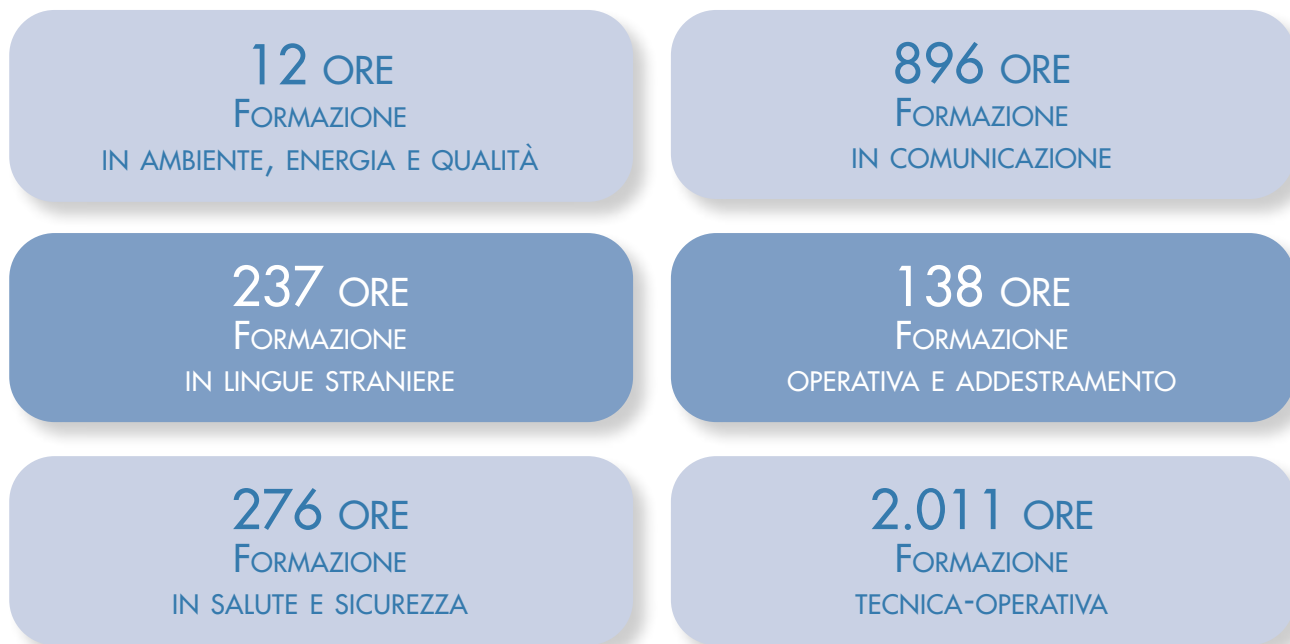 12 ORE
FORMAZIONE
IN AMBIENTE, ENERGIA E QUALITÀ
896 ORE
FORMAZIONE
IN COMUNICAZIONE
237 ORE
FORMAZIONE
IN LINGUE STRANIERE
138 ORE
FORMAZIONE
OPERATIVA E ADDESTRAMENTO
276 ORE
FORMAZIONE
IN SALUTE E SICUREZZA
2.011 ORE
FORMAZIONE
TECNICA-OPERATIVA